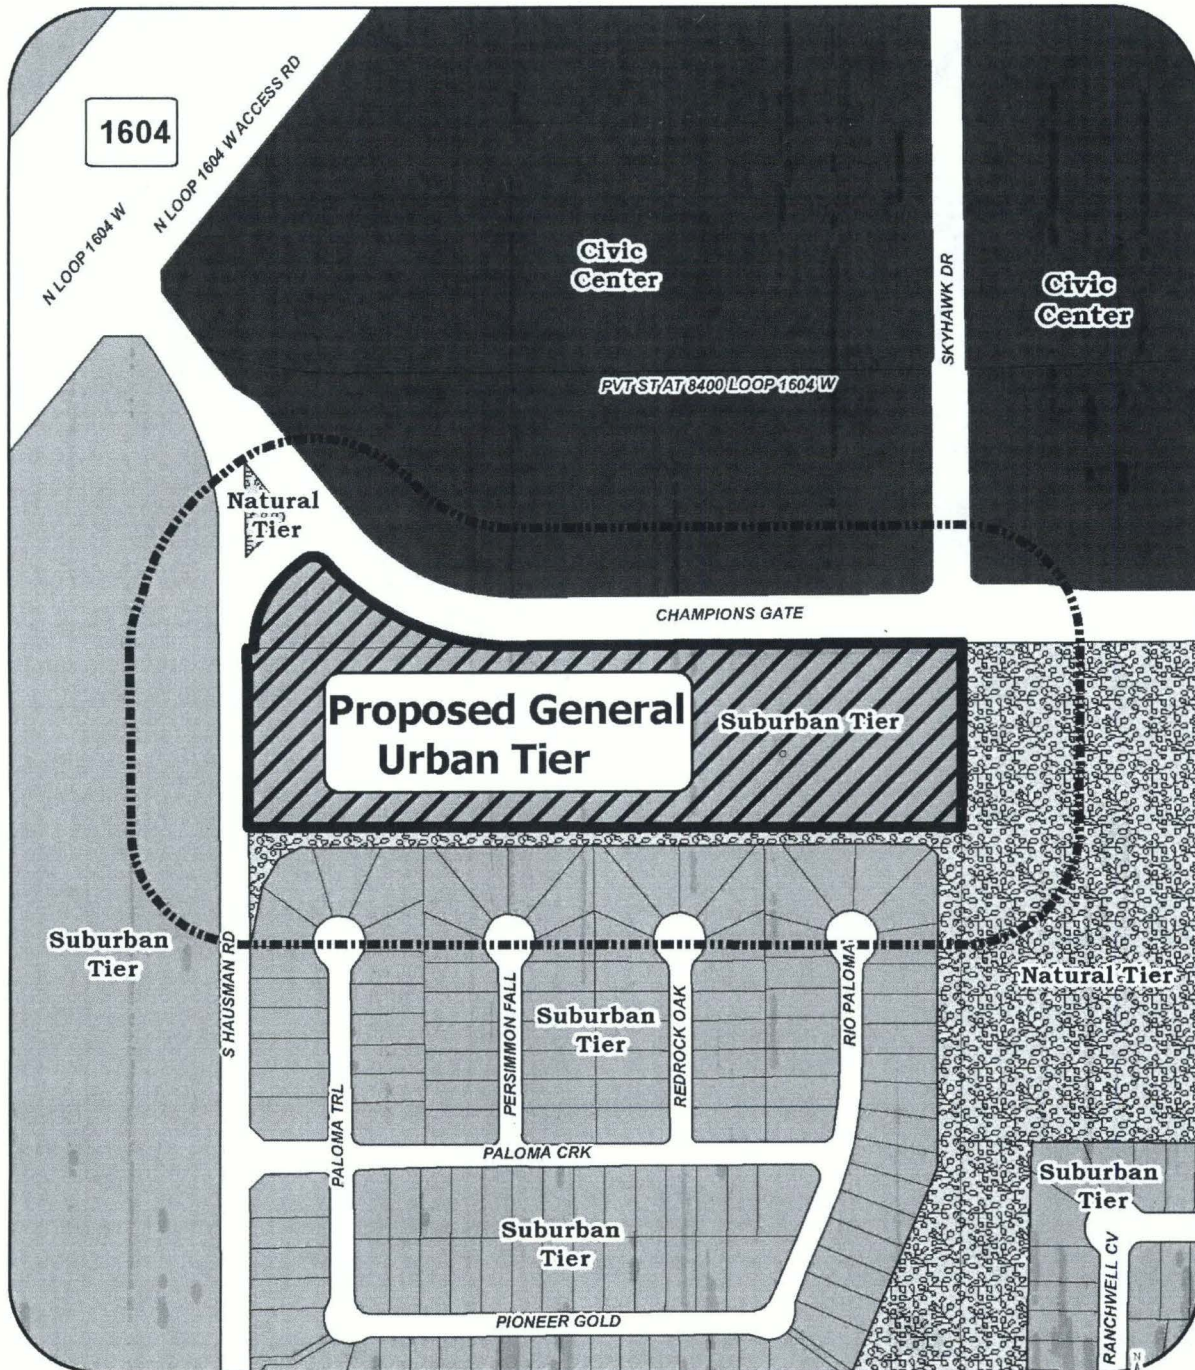 1604
N LOOP 1604 W ACCESS RD
N LOOP 1604 W
Civic
Center
SKYHAWK DR
Civic
Center
PVT ST AT 8400 LOOP 1604 W
Natural
Tier
CHAMPIONS GATE
Proposed General
Urban Tier
Suburban Tier
Suburban
Tier
S HAUSMAN RD
Natural Tier
PALOMA TRL
PERSIMMON FALL
Suburban
Tier
REDROCK OAK
RIO PALOMA
PALOMA CRK
Suburban
Tier
Suburban
Tier
RANCHWELL CV
PIONEER GOLD
N